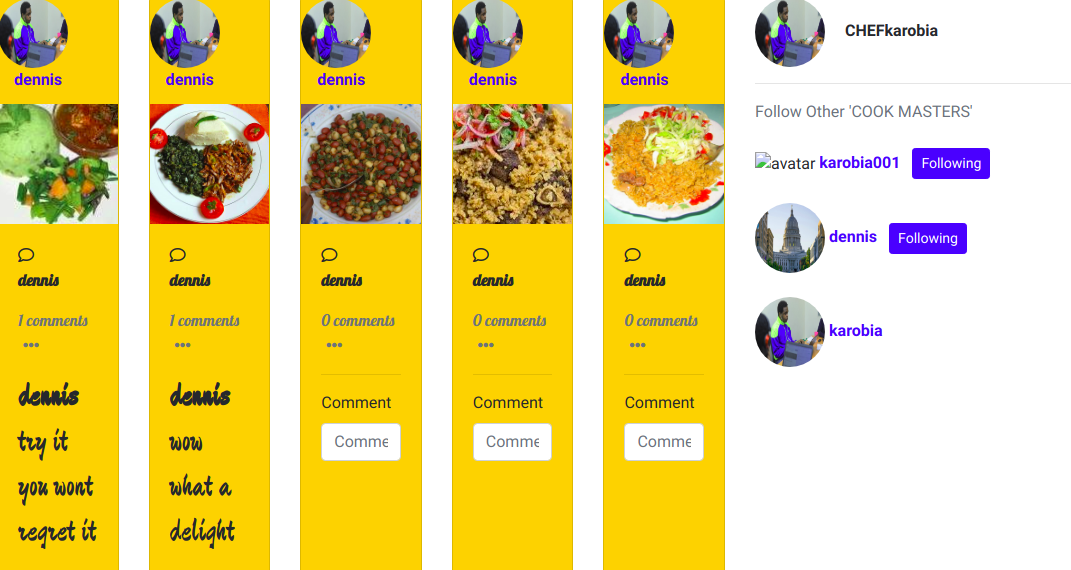 dennis
1 comments
•••
dennis
try it
you wont
regret it
dennis
dennis
1 comments
•••
dennis
wow
what a
delight
dennis
dennis
0 comments
•••
Comment
Comme
dennis
dennis
0 comments
•••
Comment
Comme
dennis
dennis
0 comments
•••
Comment
Comme
dennis
CHEFkarobia
Follow Other 'COOK MASTERS'
avatar karobia001 Following
dennis Following
karobia